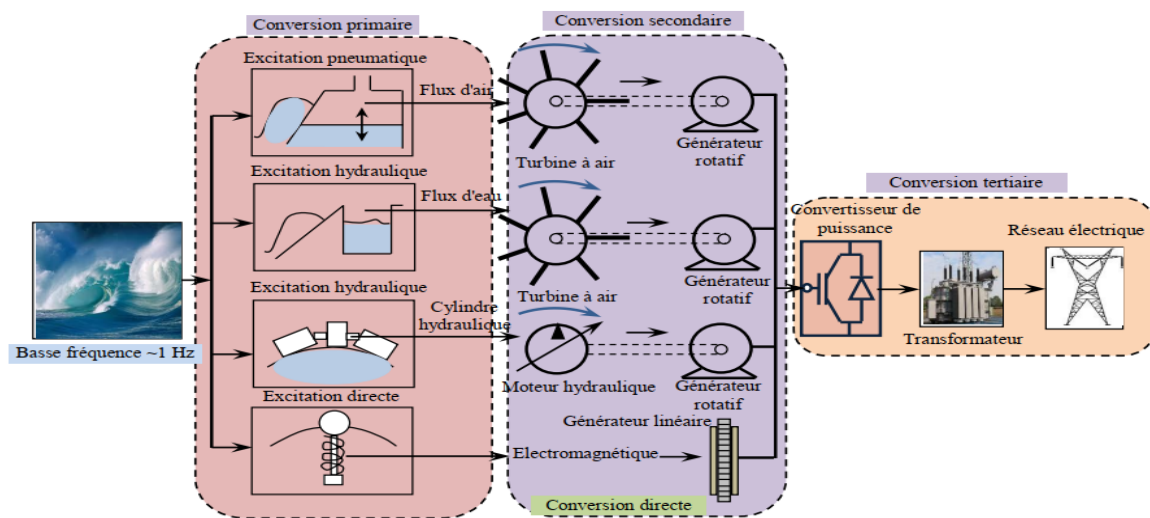 Conversion primaire
Conversion secondaire
Excitation pneumatique
Flux d'air
Turbine à air
Générateur
rotatif
Excitation hydraulique
Flux d'eau
Turbine à air
Générateur
rotatif
Conversion tertiaire
Convertisseur de
puissance
Réseau électrique
Transformateur
Basse fréquence ~1 Hz
Excitation hydraulique
Cylindre
hydraulique
Moteur hydraulique
Générateur
rotatif
Excitation directe
Générateur linéaire
Electromagnétique
Conversion directe